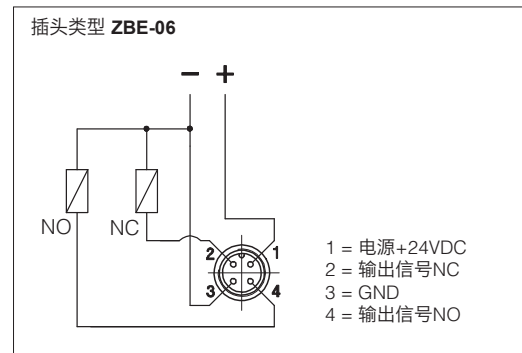 插头类型 ZBE-06
− +
NO NC
2 1
3 4
1 = 电源+24VDC
2 = 输出信号NC
3 = GND
4 = 输出信号NO